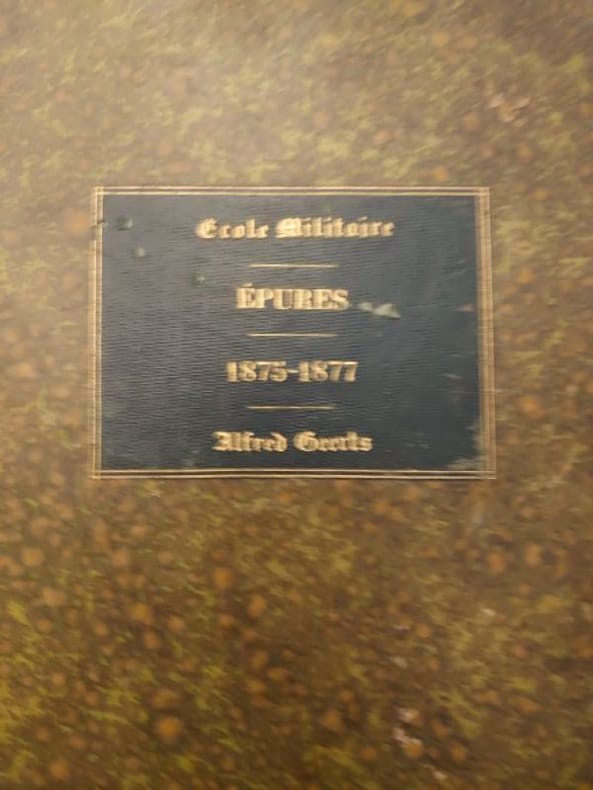 Ecole Militaire
ÉPURES
1875-1877
Alfred Geerts